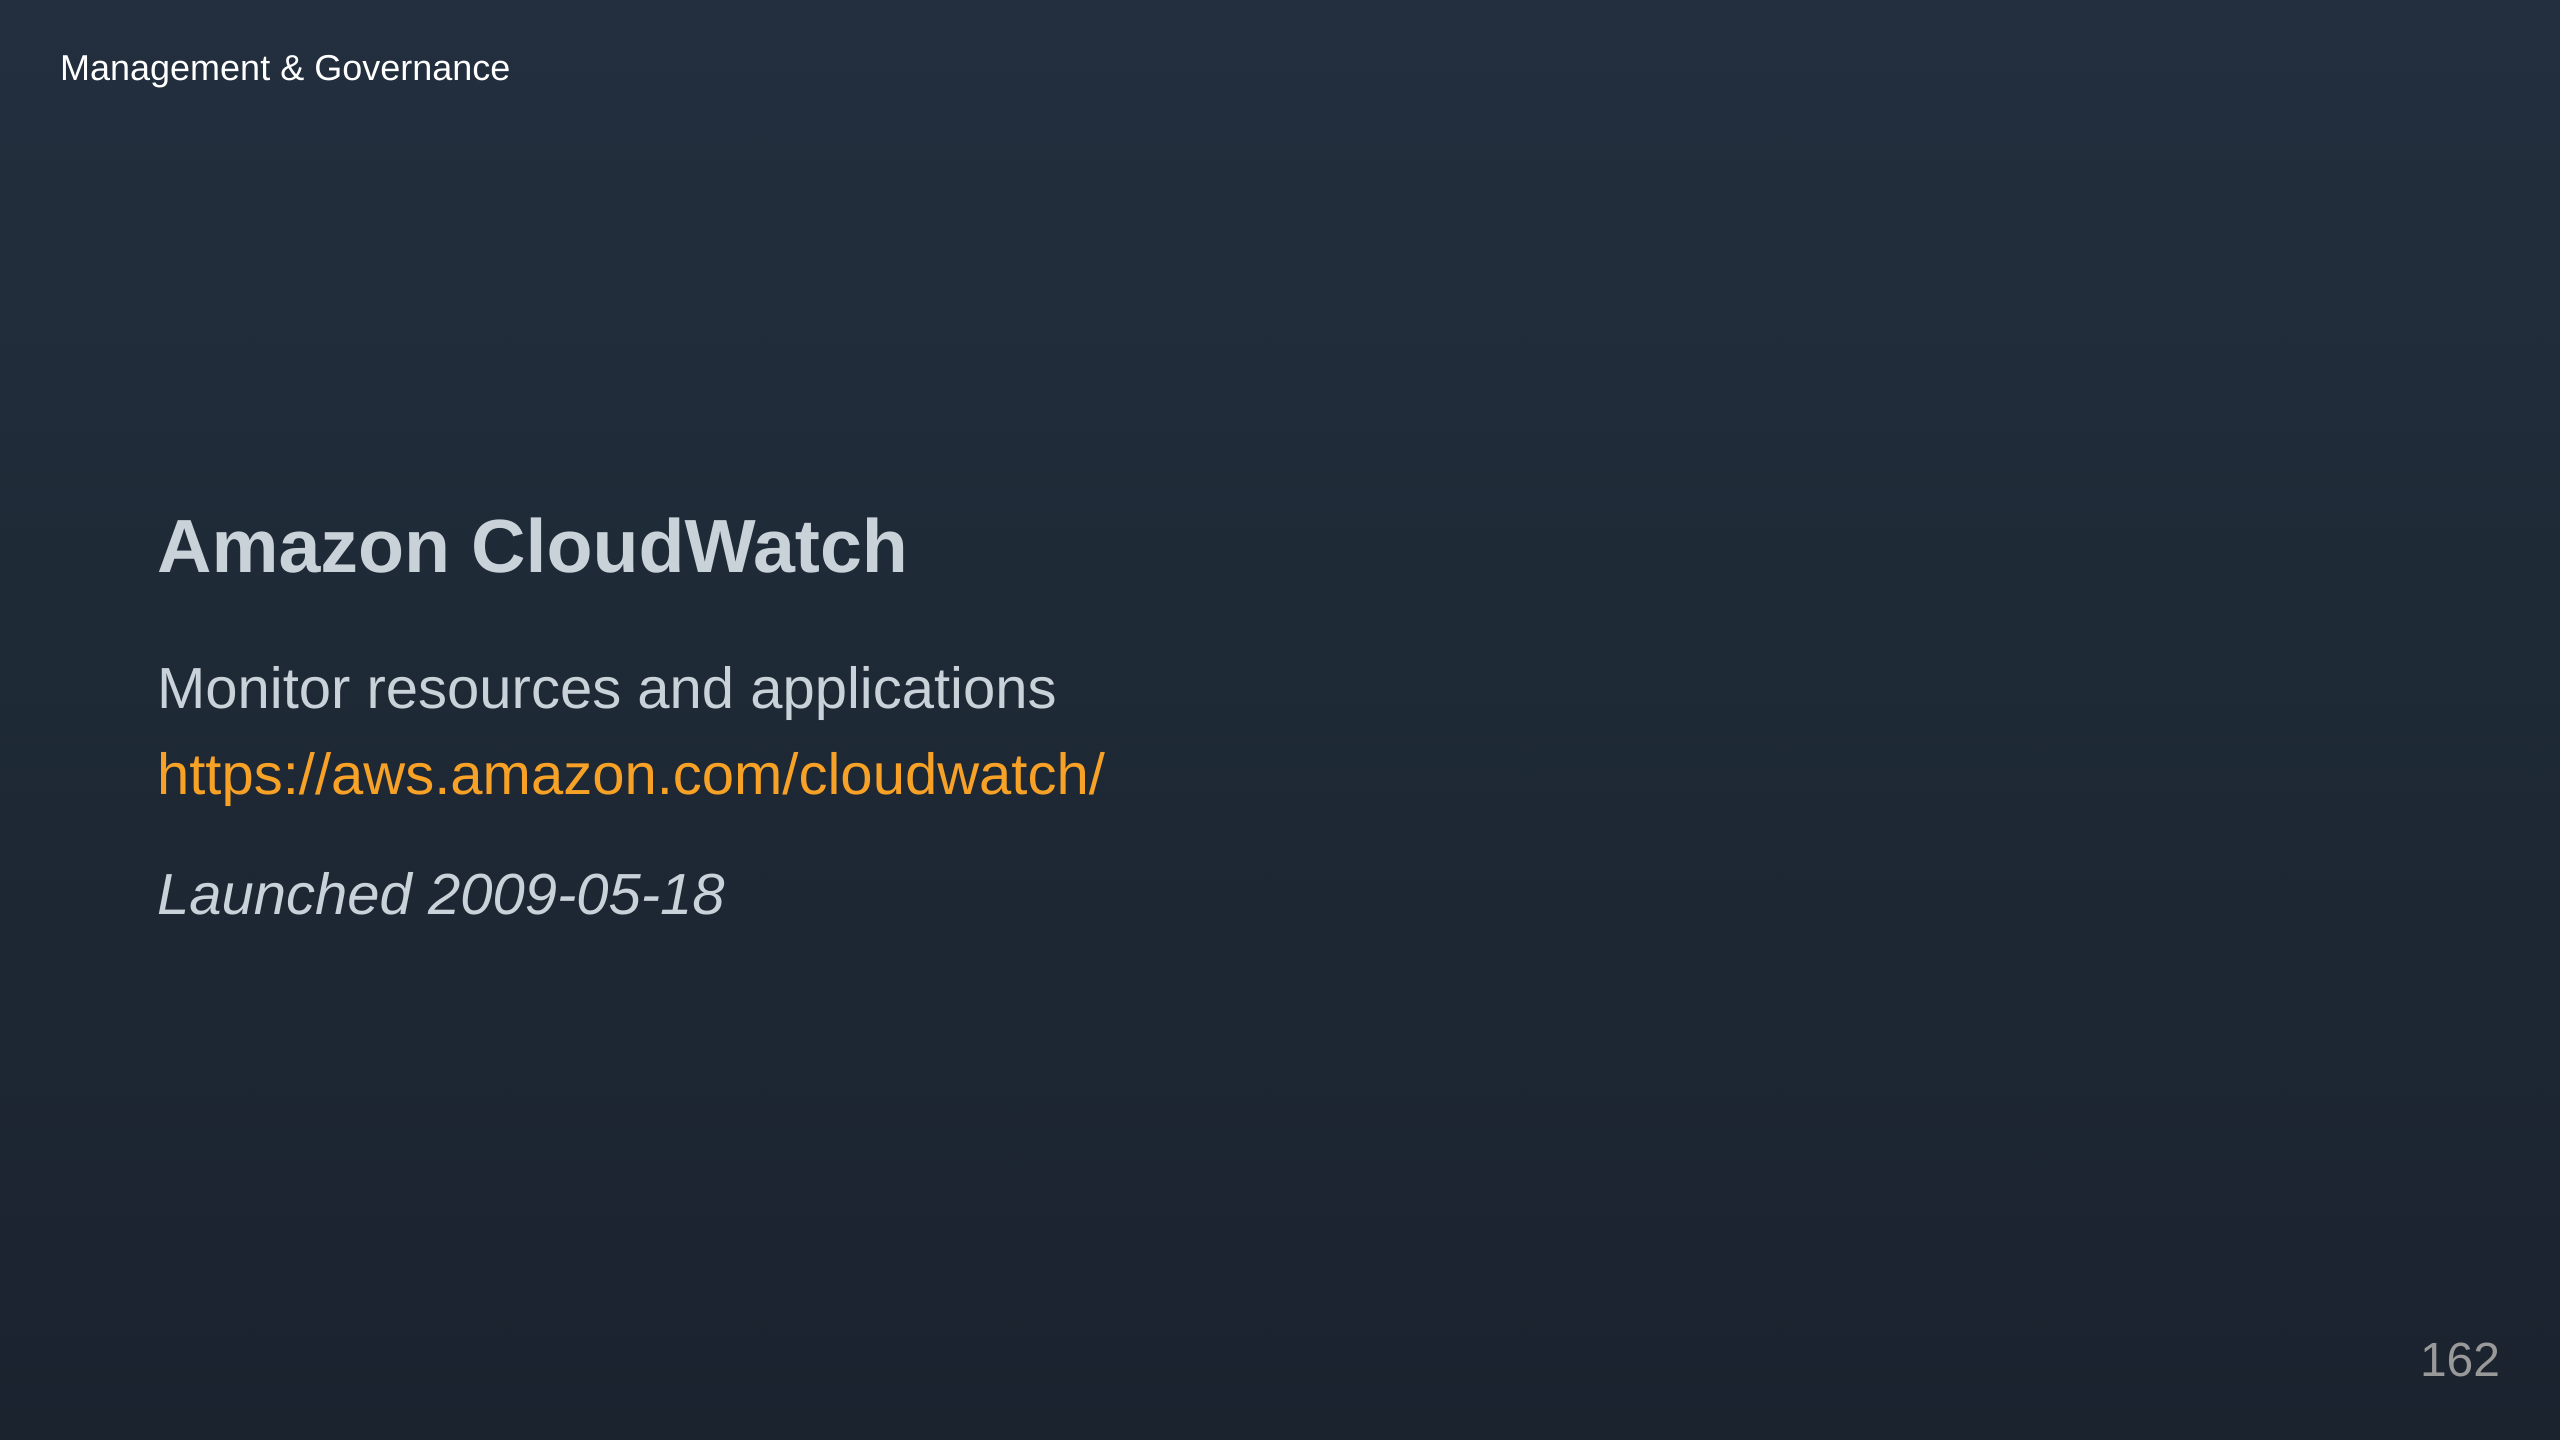 Management & Governance
Amazon CloudWatch
Monitor resources and applications
https://aws.amazon.com/cloudwatch/
Launched 2009-05-18
162